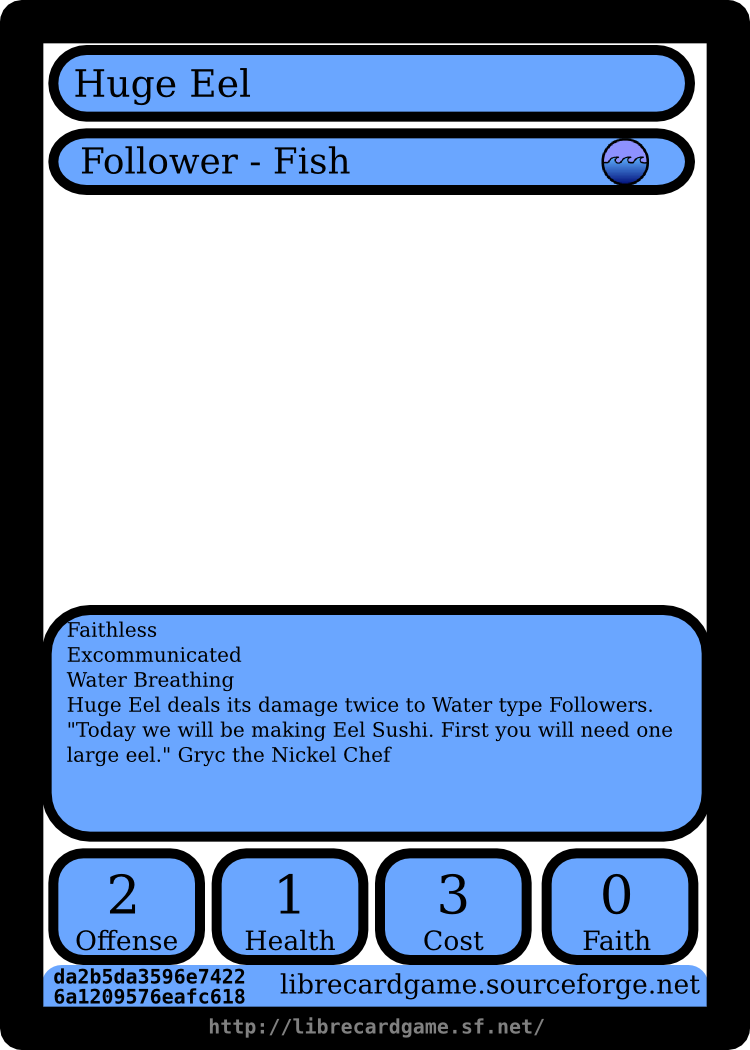 Huge Eel
Follower - Fish
Faithless
Excommunicated
Water Breathing
Huge Eel deals its damage twice to Water type Followers.
"Today we will be making Eel Sushi. First you will need one
large eel." Gryc the Nickel Chef
2
Offense
1
Health
3
Cost
0
Faith
da2b5da3596e7422
6a1209576eafc618
librecardgame.sourceforge.net
http://librecardgame.sf.net/